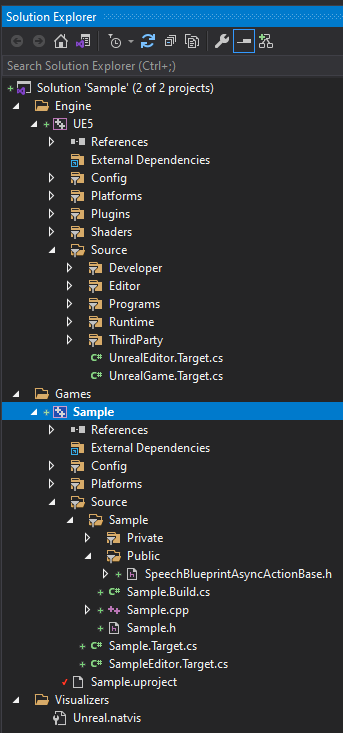 Solution Explorer
Search Solution Explorer (Ctrl+;)
Solution 'Sample' (2 of 2 projects)
Engine
UE5
References
External Dependencies
Config
Platforms
Plugins
Shaders
Source
Developer
Editor
Programs
Runtime
ThirdParty
C# UnrealEditor.Target.cs
C# UnrealGame.Target.cs
Games
Sample
References
External Dependencies
Config
Platforms
Source
Sample
Private
Public
SpeechBlueprintAsyncActionBase.h
C# Sample.Build.cs
Sample.cpp
Sample.h
C# Sample.Target.cs
C# SampleEditor.Target.cs
Sample.uproject
Visualizers
Unreal.natvis